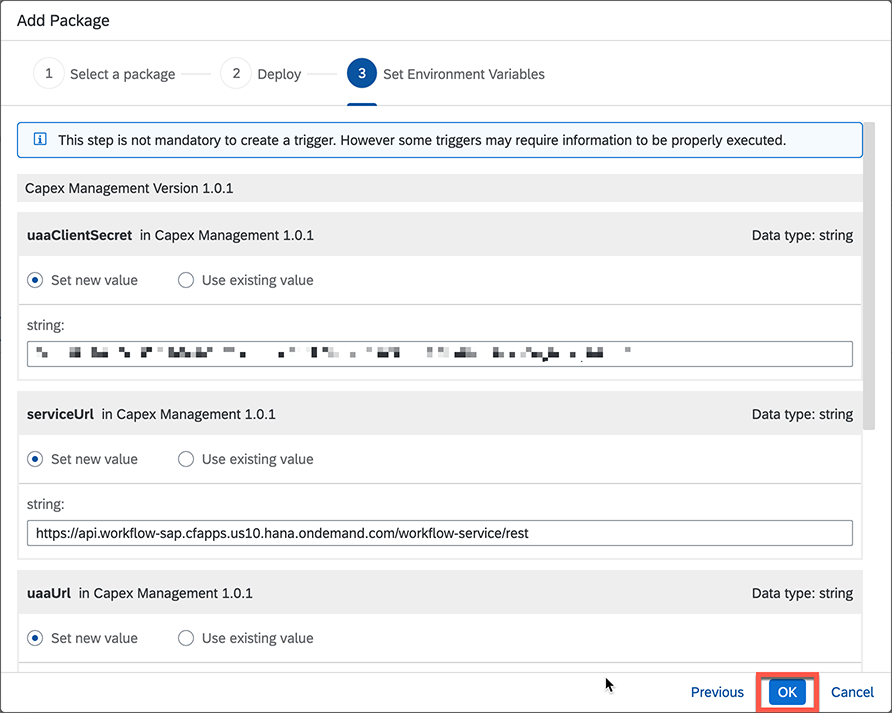 Add Package
1 Select a package 2 Deploy 3 Set Environment Variables
This step is not mandatory to create a trigger. However some triggers may require information to be properly executed.
Capex Management Version 1.0.1
uaaClientSecret in Capex Management 1.0.1 Data type: string
Set new value Use existing value
string:
serviceUrl in Capex Management 1.0.1 Data type: string
Set new value Use existing value
string:
https://api.workflow-sap.cfapps.us10.hana.ondemand.com/workflow-service/rest
uaaUrl in Capex Management 1.0.1 Data type: string
Set new value Use existing value
Previous OK Cancel